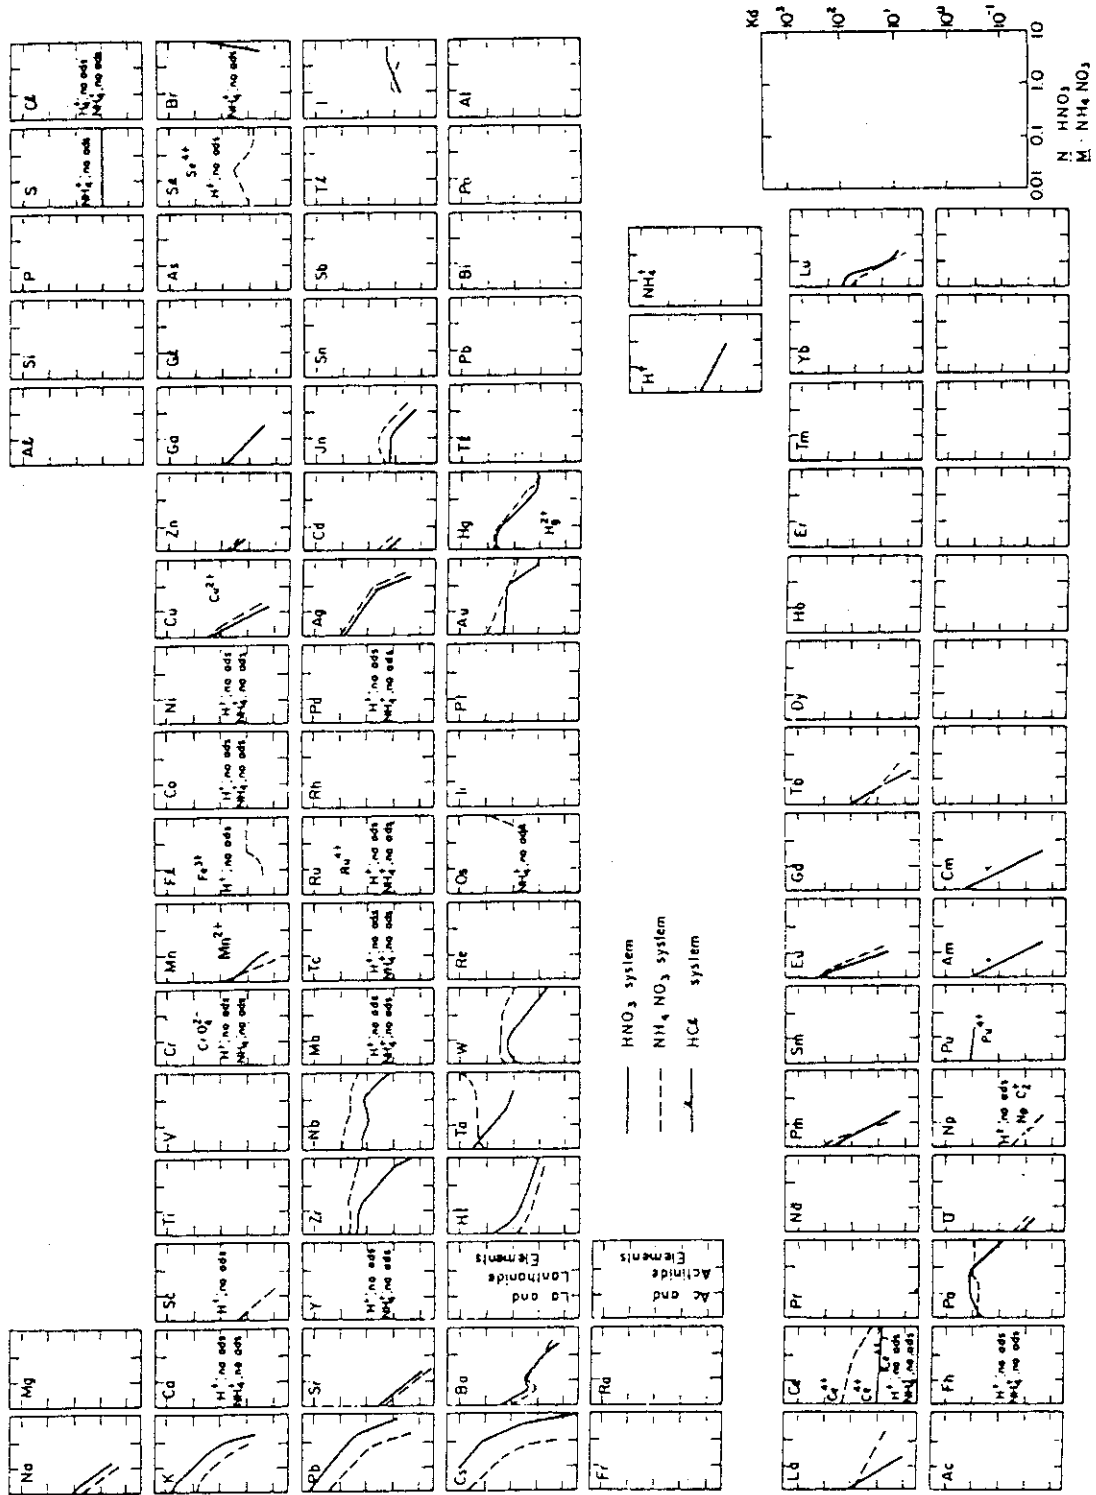 Na
Mg
Al
Si
P
S
NH₄⁺, no ads
Cl
H⁺, no ads
NH₄⁺, no ads
K
Ca
H⁺, no ads
NH₄⁺, no ads
Sc
H⁺, no ads
Ti
V
Cr
CrO₄²⁻
H⁺, no ads
NH₄⁺, no ads
Mn
Mn²⁺
Fe
Fe³⁺
H⁺, no ads
Co
H⁺, no ads
NH₄⁺, no ads
Ni
H⁺, no ads
NH₄⁺, no ads
Cu
Cu²⁺
Zn
Ga
Ge
As
Se
Se⁴⁺
H⁺, no ads
Br
NH₄⁺, no ads
Rb
Sr
Y
H⁺, no ads
NH₄⁺, no ads
Zr
Nb
Mo
H⁺, no ads
NH₄⁺, no ads
Tc
H⁺, no ads
NH₄⁺, no ads
Ru
Ru⁴⁺
H⁺, no ads
NH₄⁺, no ads
Rh
Pd
H⁺, no ads
NH₄⁺, no ads
Ag
Cd
Jn
Sn
Sb
Te
I
Cs
Ba
La and
Lanthanide
Elements
Hf
Ta
W
Re
Os
NH₄⁺, no ads
Ir
Pt
Au
Hg
Hg²⁺
Tl
Pb
Bi
Po
At
Fr
Ra
Ac and
Actinide
Elements
HNO₃ system
NH₄NO₃ system
HCl system
H⁺
NH₄⁺
La
Ce
Ce⁴⁺
Ce⁴⁺
H⁺, no ads
NH₄⁺, no ads
Pr
Nd
Pm
Sm
Eu
Gd
Tb
Dy
Ho
Er
Tm
Yb
Lu
Ac
Th
H⁺, no ads
NH₄⁺, no ads
Pa
U
Np
H⁺, no ads
Pu
Pu⁴⁺
Am
Cm
Kd
10³
10²
10¹
10⁰
10⁻¹
0.01
0.1
1.0
10
N · HNO₃
M · NH₄NO₃